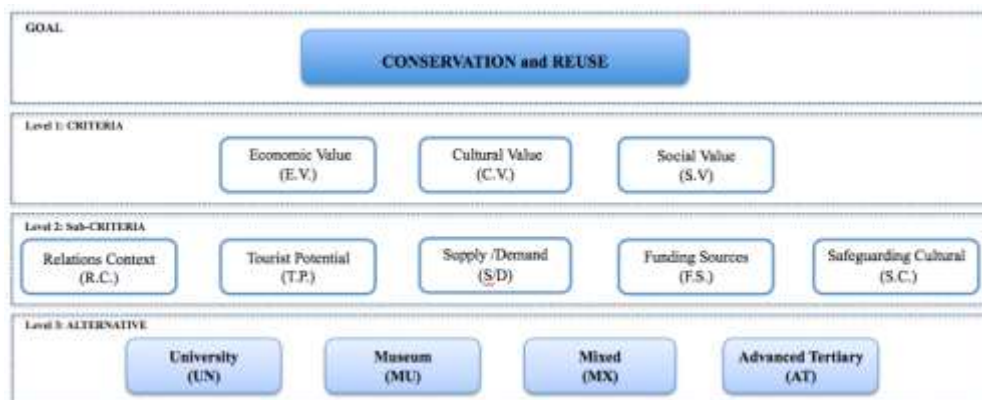 GOAL
CONSERVATION and REUSE
Level 1: CRITERIA
Economic Value
(E.V.)
Cultural Value
(C.V.)
Social Value
(S.V)
Level 2: Sub-CRITERIA
Relations Context
(R.C.)
Tourist Potential
(T.P.)
Supply /Demand
(S/D)
Funding Sources
(F.S.)
Safeguarding Cultural
(S.C.)
Level 3: ALTERNATIVE
University
(UN)
Museum
(MU)
Mixed
(MX)
Advanced Tertiary
(AT)